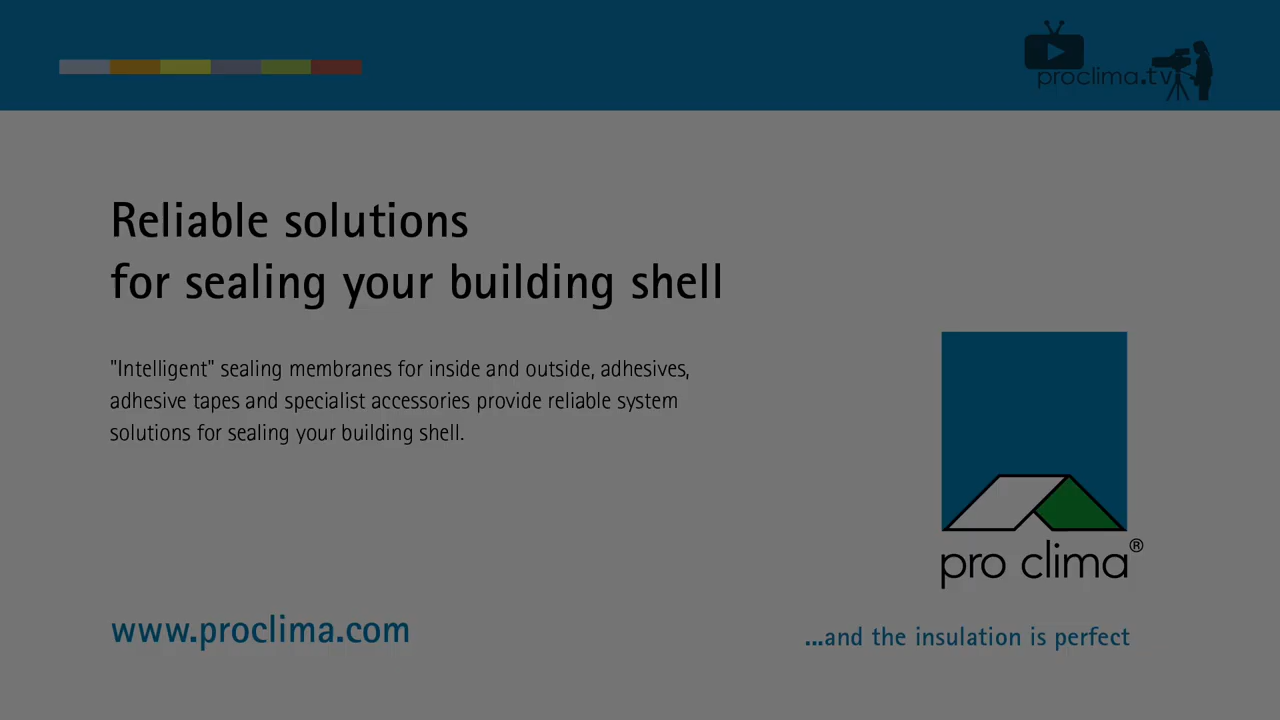 proclima.tv
Reliable solutions
for sealing your building shell
"Intelligent" sealing membranes for inside and outside, adhesives,
adhesive tapes and specialist accessories provide reliable system
solutions for sealing your building shell.
pro clima®
www.proclima.com
...and the insulation is perfect